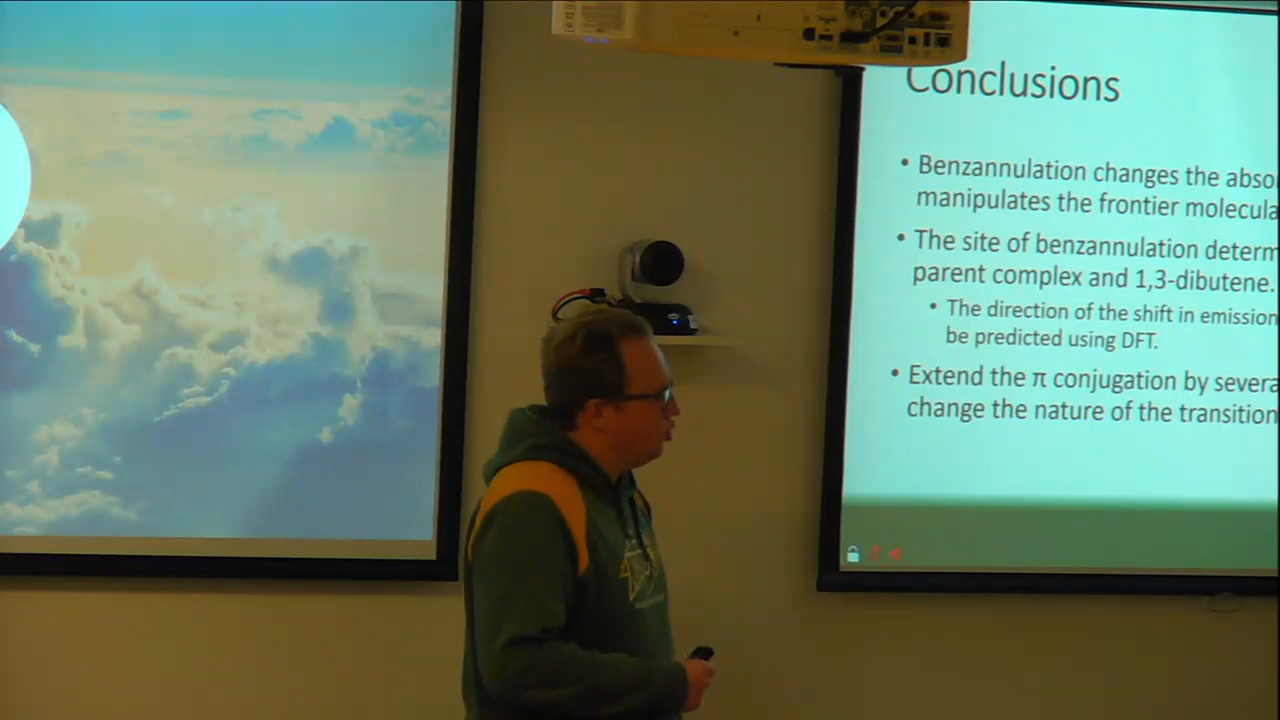 Conclusions
• Benzannulation changes the abso
manipulates the frontier molecula
• The site of benzannulation determ
parent complex and 1,3-dibutene.
• The direction of the shift in emission
be predicted using DFT.
• Extend the π conjugation by severa
change the nature of the transition